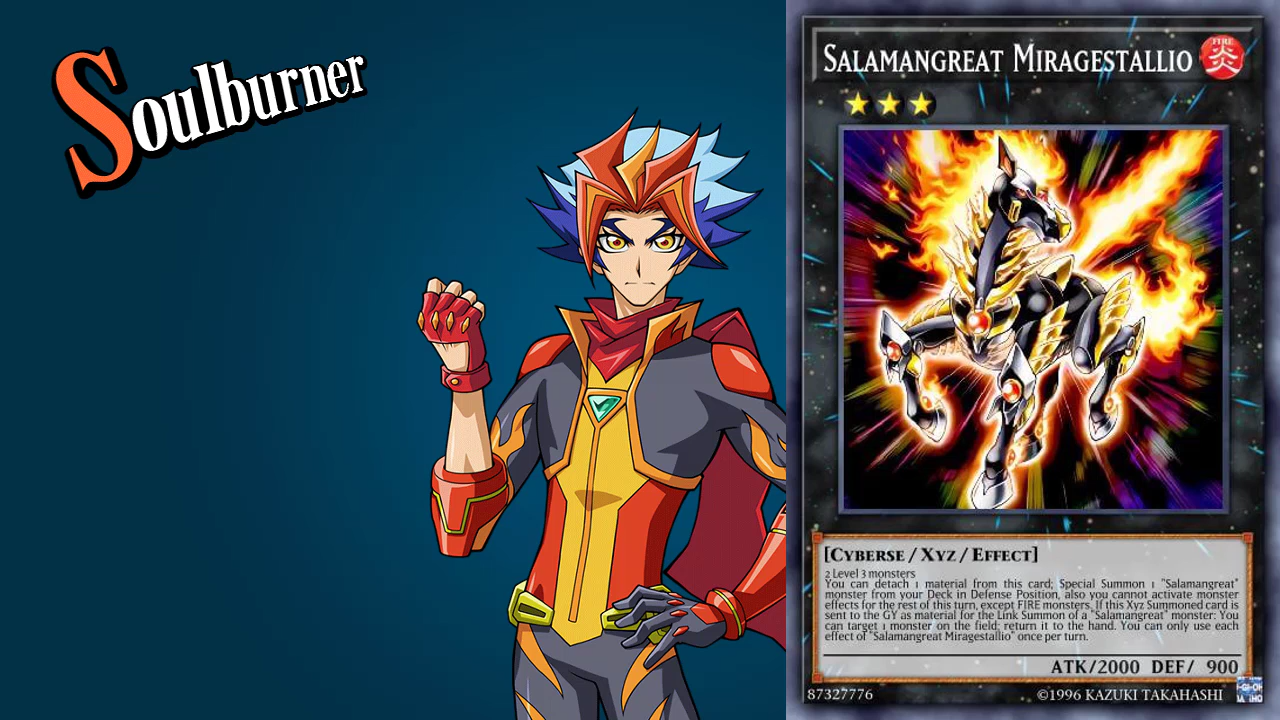 Soulburner
SALAMANGREAT MIRAGESTALLIO
FIRE
炎
[CYBERSE / XYZ / EFFECT]
2 Level 3 monsters
You can detach 1 material from this card; Special Summon 1 "Salamangreat"
monster from your Deck in Defense Position, also you cannot activate monster
effects for the rest of this turn, except FIRE monsters. If this Xyz Summoned card is
sent to the GY as material for the Link Summon of a "Salamangreat" monster: You
can target 1 monster on the field; return it to the hand. You can only use each
effect of "Salamangreat Miragestallio" once per turn.
ATK/2000 DEF/ 900
87327776
©1996 KAZUKI TAKAHASHI